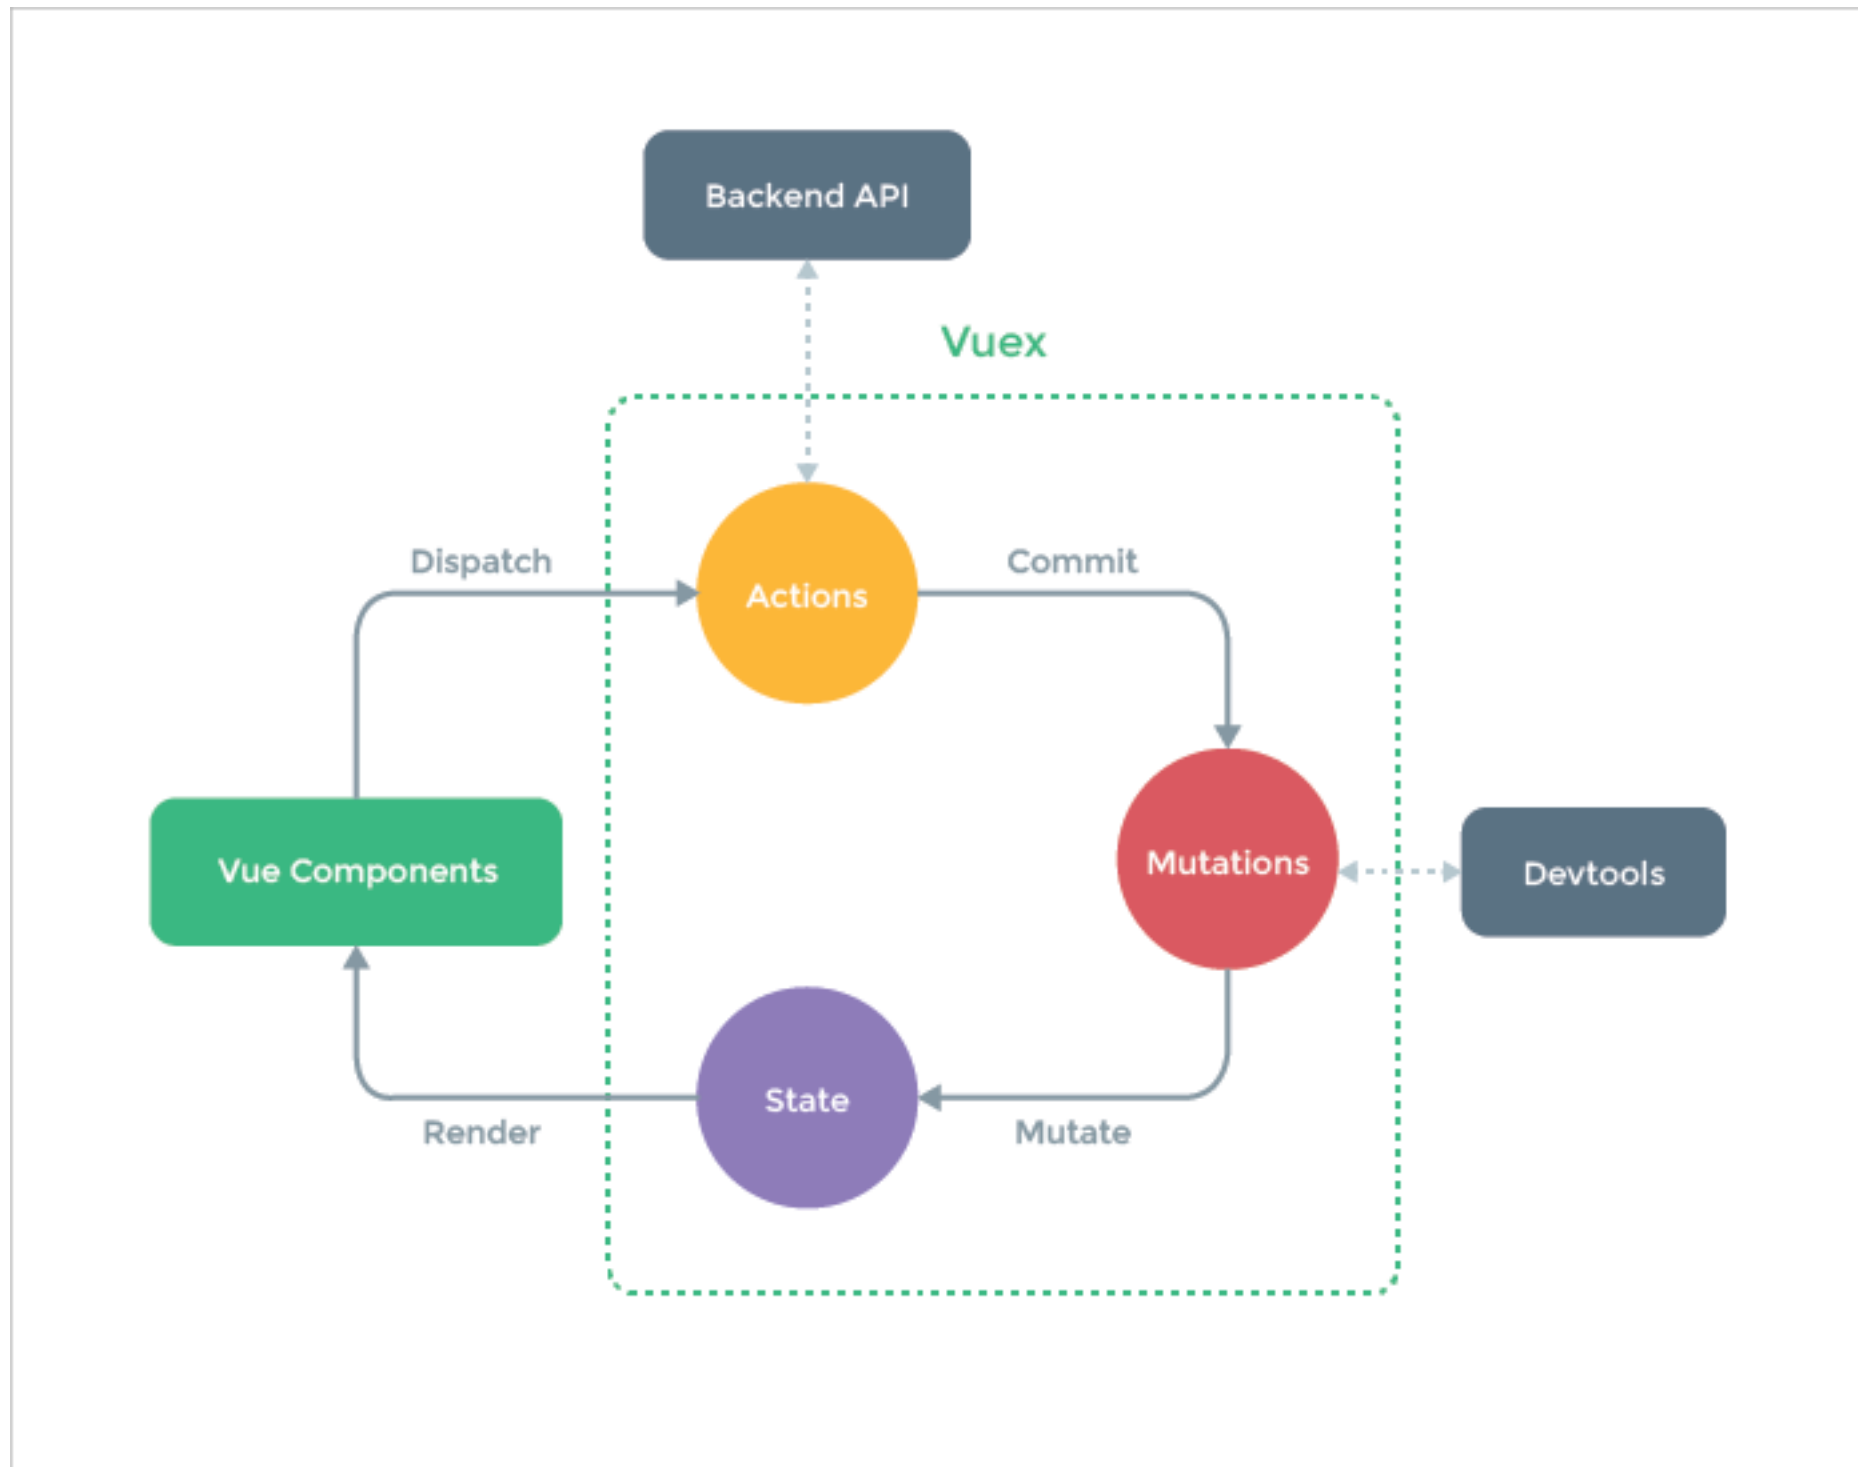 Backend API
Vuex
Dispatch
Actions
Commit
Vue Components
Mutations
Devtools
State
Render
Mutate